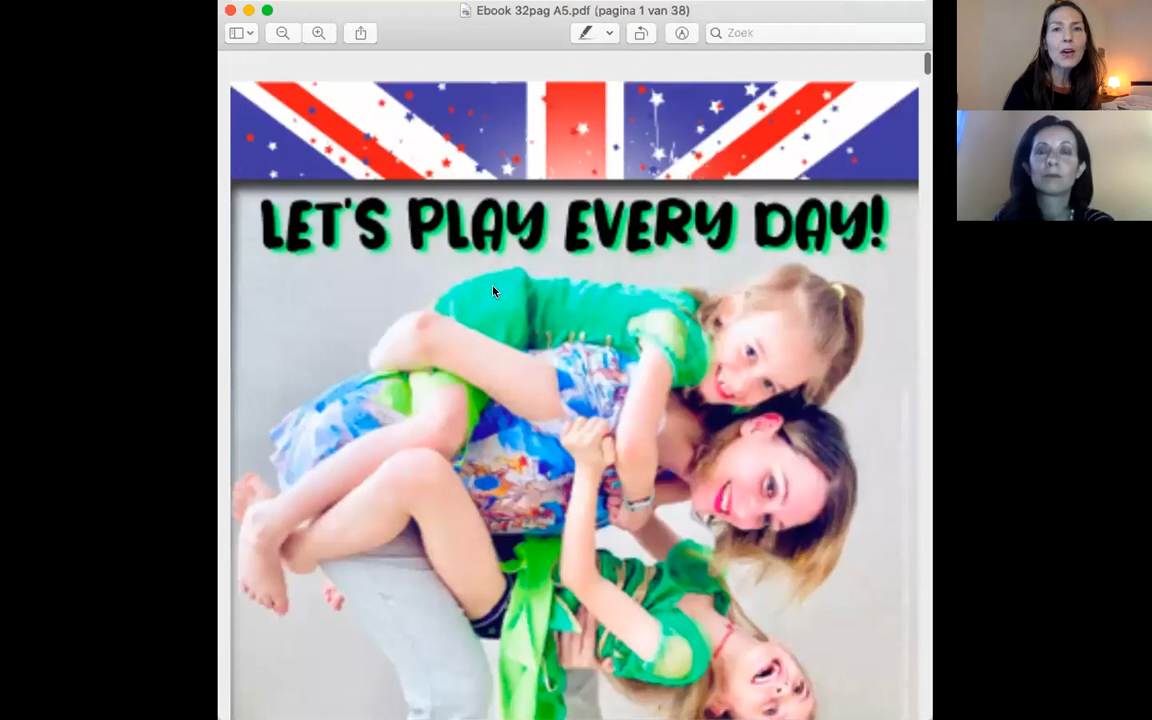 Ebook 32pag A5.pdf (pagina 1 van 38)
Zoek
LET'S PLAY EVERY DAY!